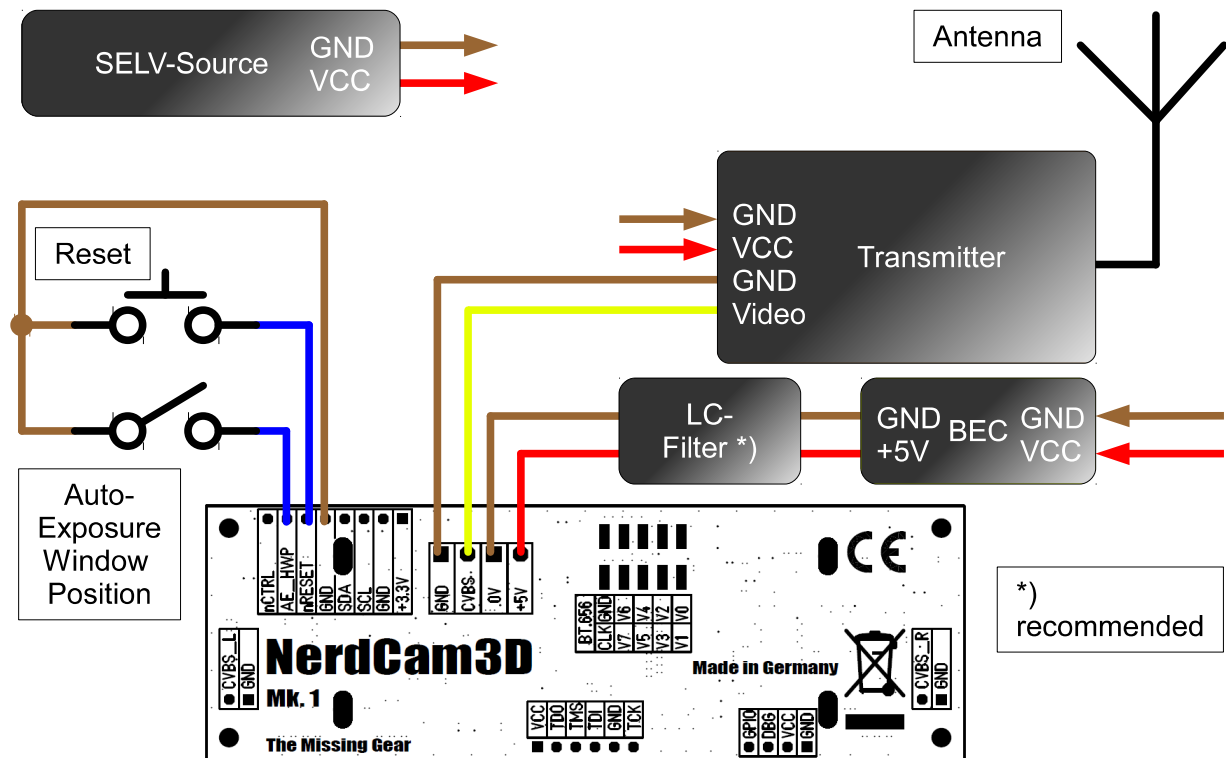 SELV-Source
GND
VCC
Antenna
GND
VCC
GND
Video
Transmitter
Reset
LC-
Filter *)
GND
+5V
BEC
GND
VCC
Auto-
Exposure
Window
Position
nCTRL
AE_HWP
nRESET
GND
SDA
SCL
GND
+3.3V
GND
CVBS
0V
+5V
BT.656
CLK
GND
V7
V6
V5
V4
V3
V2
V1
V0
CE
*)
recommended
CVBS_L
GND
NerdCam3D
Mk. 1
The Missing Gear
Made in Germany
CVBS_R
GND
VCC
TDO
TMS
TDI
GND
TCK
GPIO
DBG
VCC
GND